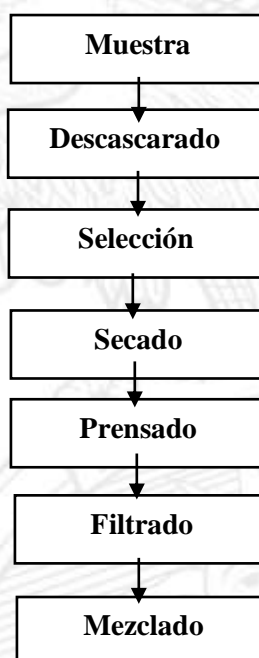 Muestra
Descascarado
Selección
Secado
Prensado
Filtrado
Mezclado